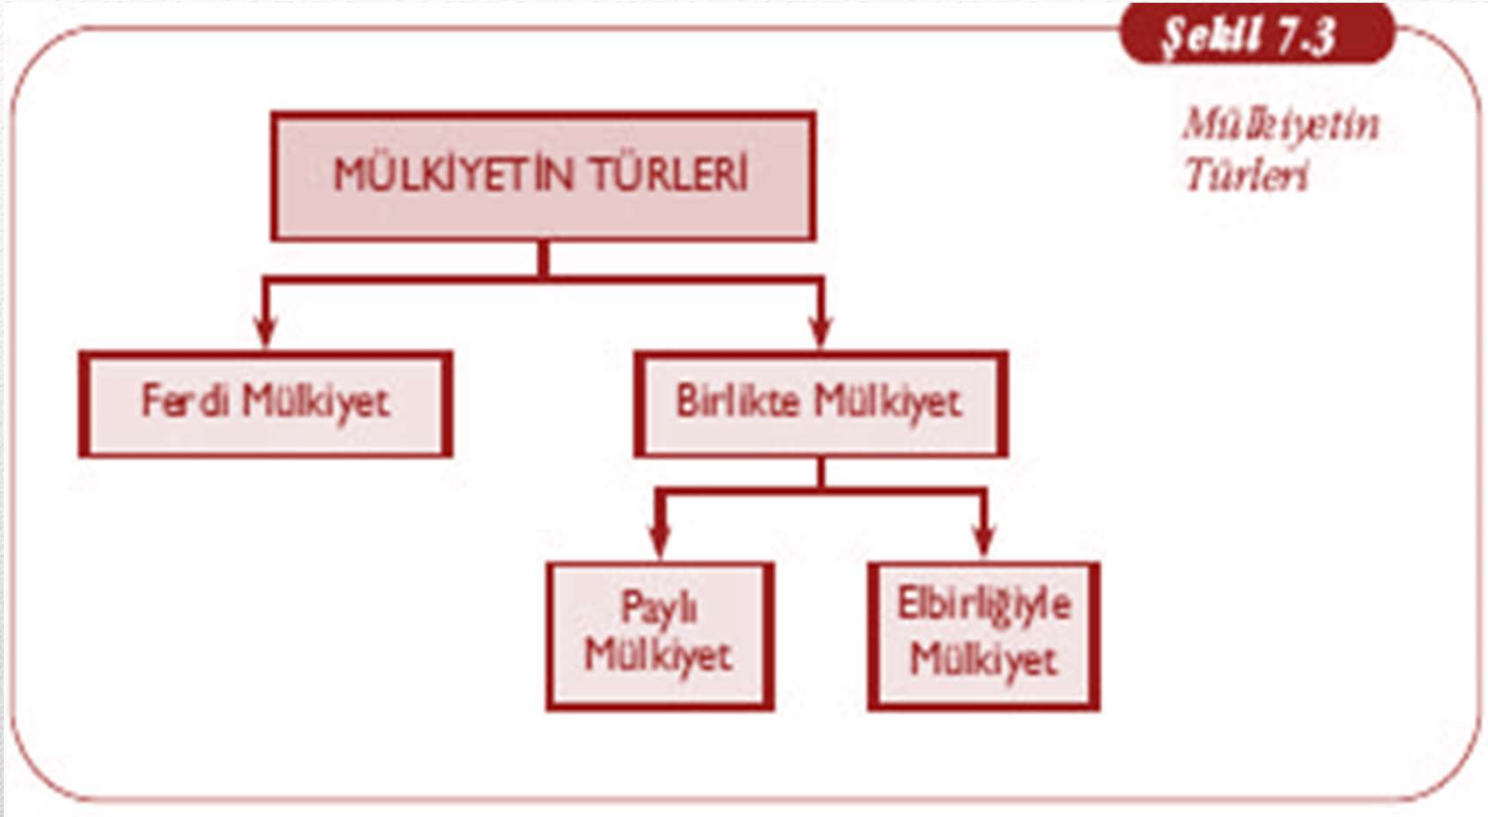 Şekil 7.3
Mülkiyetin
Türleri
MÜLKİYETİN TÜRLERİ
Ferdi Mülkiyet
Birlikte Mülkiyet
Paylı
Mülkiyet
Elbirliğiyle
Mülkiyet